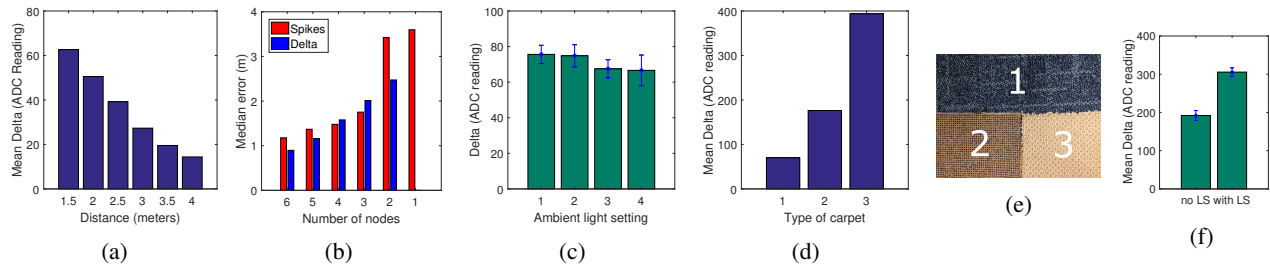 80
60
40
20
0
Mean Delta (ADC Reading)
1.5 2 2.5 3 3.5 4
Distance (meters)
(a)
4
3
2
1
0
Median error (m)
Spikes
Delta
6 5 4 3 2 1
Number of nodes
(b)
100
80
60
40
20
0
Delta (ADC reading)
1 2 3 4
Ambient light setting
(c)
400
300
200
100
0
Mean Delta (ADC reading)
1 2 3
Type of carpet
(d)
1
2 3
(e)
400
300
200
100
0
Mean Delta (ADC reading)
no LS with LS
(f)